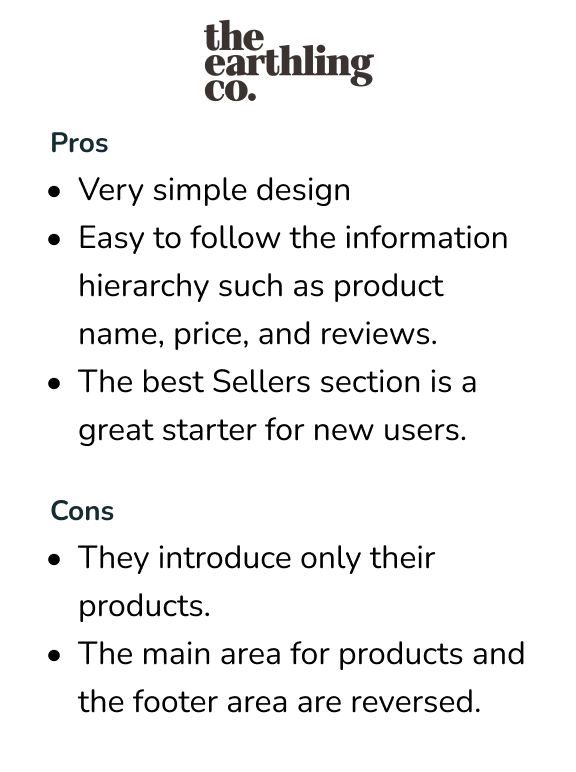 the
earthling
co.
Pros
• Very simple design
• Easy to follow the information
hierarchy such as product
name, price, and reviews.
• The best Sellers section is a
great starter for new users.
Cons
• They introduce only their
products.
• The main area for products and
the footer area are reversed.